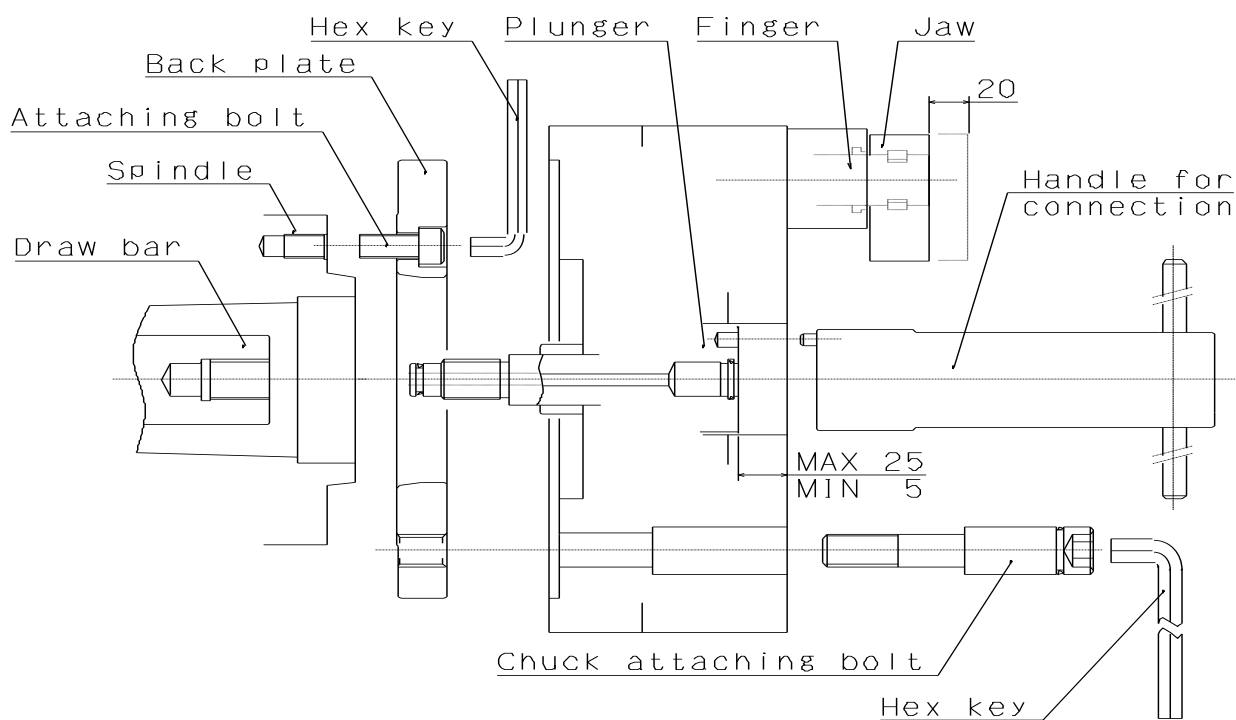 Hex key
Plunger
Finger
Jaw
Back plate
20
Attaching bolt
Spindle
Handle for
connection
Draw bar
MAX 25
MIN 5
Chuck attaching bolt
Hex key